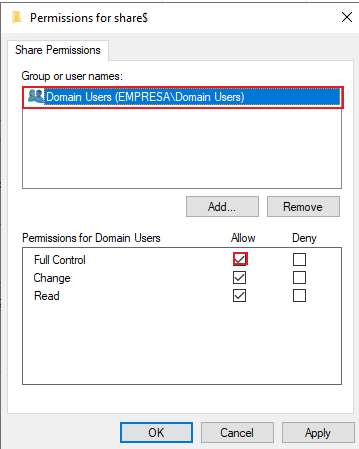 Permissions for share$
Share Permissions
Group or user names:
Domain Users (EMPRESA\Domain Users)
Add... Remove
Permissions for Domain Users Allow Deny
Full Control
Change
Read
OK Cancel Apply